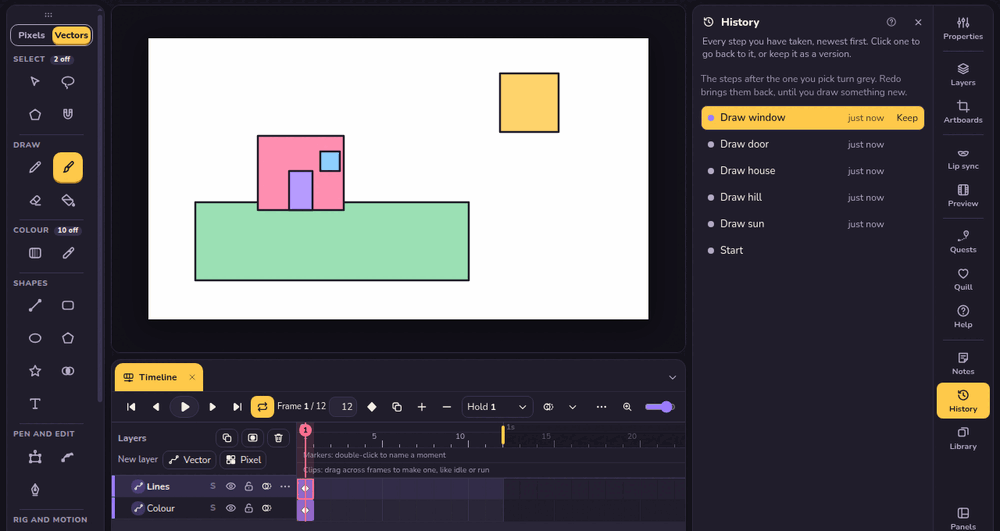 Pixels Vectors
SELECT 2 off
DRAW
COLOUR 10 off
SHAPES
PEN AND EDIT
RIG AND MOTION
Timeline
Frame 1 / 12 12 Hold 1
Layers
1 5 10 1s 15 20
Markers: double-click to name a moment
New layer Vector Pixel
Clips: drag across frames to make one, like idle or run
Lines S
Colour S
History
Every step you have taken, newest first. Click one to
go back to it, or keep it as a version.
The steps after the one you pick turn grey. Redo
brings them back, until you draw something new.
Draw window just now Keep
Draw door just now
Draw house just now
Draw hill just now
Draw sun just now
Start
Properties
Layers
Artboards
Lip sync
Preview
Quests
Quill
Help
Notes
History
Library
Panels